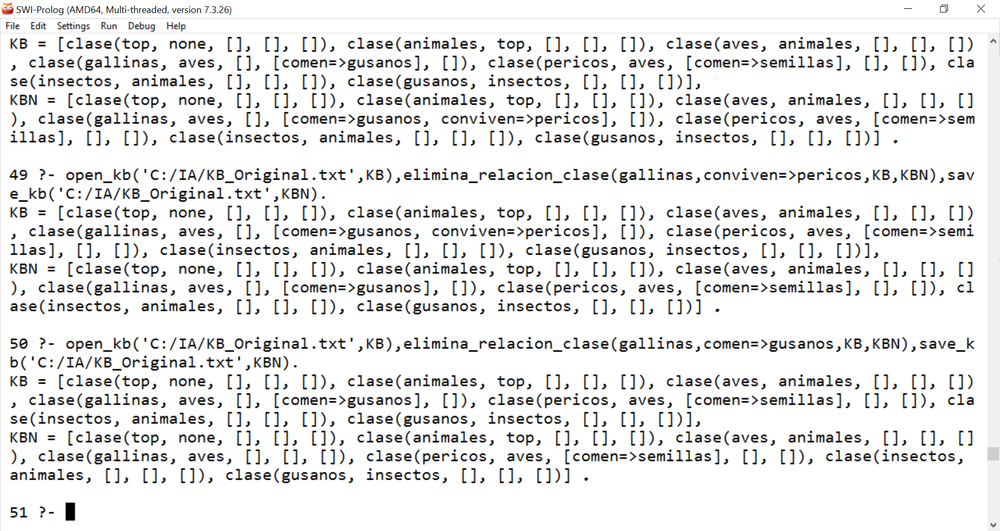 SWI-Prolog (AMD64, Multi-threaded, version 7.3.26)
File Edit Settings Run Debug Help
KB = [clase(top, none, [], [], []), clase(animales, top, [], [], []), clase(aves, animales, [], [], [])
, clase(gallinas, aves, [], [comen=>gusanos], []), clase(pericos, aves, [comen=>semillas], [], []), cla
se(insectos, animales, [], [], []), clase(gusanos, insectos, [], [], [])],
KBN = [clase(top, none, [], [], []), clase(animales, top, [], [], []), clase(aves, animales, [], [], []
), clase(gallinas, aves, [], [comen=>gusanos, conviven=>pericos], []), clase(pericos, aves, [comen=>sem
illas], [], []), clase(insectos, animales, [], [], []), clase(gusanos, insectos, [], [], [])] .
49 ?- open_kb('C:/IA/KB_Original.txt',KB),elimina_relacion_clase(gallinas,conviven=>pericos,KB,KBN),sav
e_kb('C:/IA/KB_Original.txt',KBN).
KB = [clase(top, none, [], [], []), clase(animales, top, [], [], []), clase(aves, animales, [], [], [])
, clase(gallinas, aves, [], [comen=>gusanos, conviven=>pericos], []), clase(pericos, aves, [comen=>semi
llas], [], []), clase(insectos, animales, [], [], []), clase(gusanos, insectos, [], [], [])],
KBN = [clase(top, none, [], [], []), clase(animales, top, [], [], []), clase(aves, animales, [], [], []
), clase(gallinas, aves, [], [comen=>gusanos], []), clase(pericos, aves, [comen=>semillas], [], []), cl
ase(insectos, animales, [], [], []), clase(gusanos, insectos, [], [], [])] .
50 ?- open_kb('C:/IA/KB_Original.txt',KB),elimina_relacion_clase(gallinas,comen=>gusanos,KB,KBN),save_k
b('C:/IA/KB_Original.txt',KBN).
KB = [clase(top, none, [], [], []), clase(animales, top, [], [], []), clase(aves, animales, [], [], [])
, clase(gallinas, aves, [], [comen=>gusanos], []), clase(pericos, aves, [comen=>semillas], [], []), cla
se(insectos, animales, [], [], []), clase(gusanos, insectos, [], [], [])],
KBN = [clase(top, none, [], [], []), clase(animales, top, [], [], []), clase(aves, animales, [], [], []
), clase(gallinas, aves, [], [], []), clase(pericos, aves, [comen=>semillas], [], []), clase(insectos,
animales, [], [], []), clase(gusanos, insectos, [], [], [])] .
51 ?-